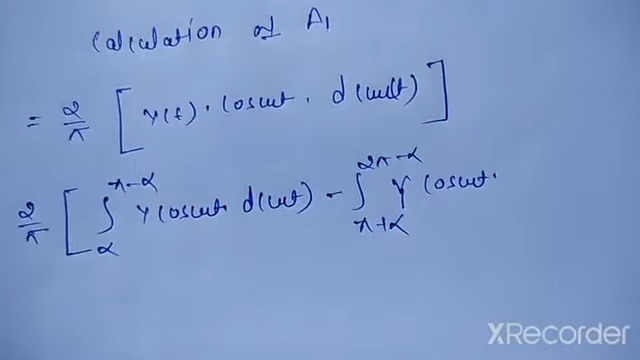 Calculation of A₁
= 2/π [ Y(t) · cosωt · d(ωt) ]
2/π [ ∫_α^{π-α} Y cosωt d(ωt) - ∫_{π+α}^{2π-α} Y cosωt ·
XRecorder